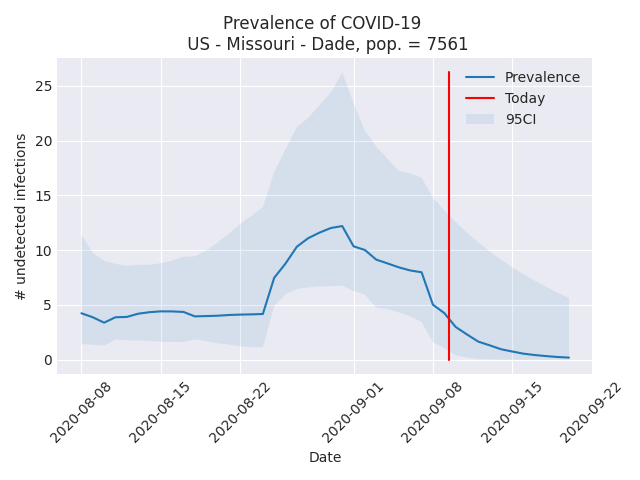 Prevalence of COVID-19
US - Missouri - Dade, pop. = 7561
Prevalence
Today
95CI
# undetected infections
25
20
15
10
5
0
2020-08-08
2020-08-15
2020-08-22
2020-09-01
2020-09-08
2020-09-15
2020-09-22
Date